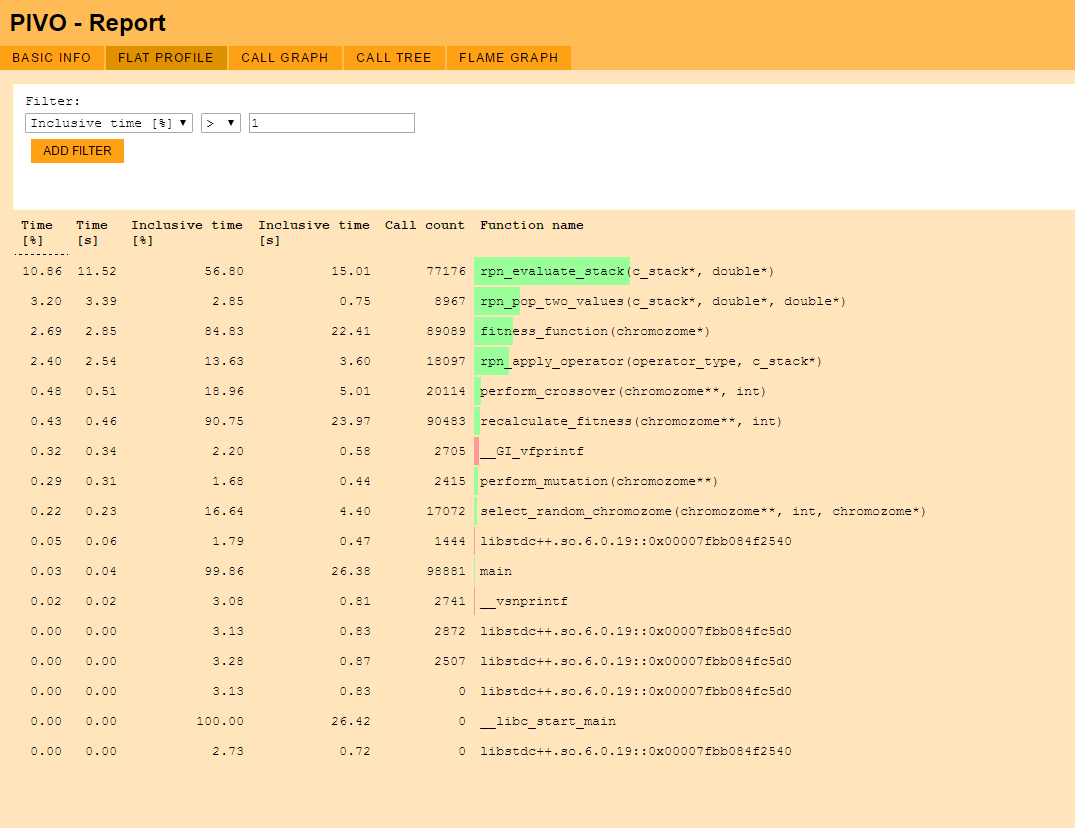 PIVO - Report
BASIC INFO FLAT PROFILE CALL GRAPH CALL TREE FLAME GRAPH
Filter:
Inclusive time [%] ▼ > ▼ 1
ADD FILTER
Time Time Inclusive time Inclusive time Call count Function name
[%] [s] [%] [s]
10.86 11.52 56.80 15.01 77176 rpn_evaluate_stack(c_stack*, double*)
3.20 3.39 2.85 0.75 8967 rpn_pop_two_values(c_stack*, double*, double*)
2.69 2.85 84.83 22.41 89089 fitness_function(chromozome*)
2.40 2.54 13.63 3.60 18097 rpn_apply_operator(operator_type, c_stack*)
0.48 0.51 18.96 5.01 20114 perform_crossover(chromozome**, int)
0.43 0.46 90.75 23.97 90483 recalculate_fitness(chromozome**, int)
0.32 0.34 2.20 0.58 2705 __GI_vfprintf
0.29 0.31 1.68 0.44 2415 perform_mutation(chromozome**)
0.22 0.23 16.64 4.40 17072 select_random_chromozome(chromozome**, int, chromozome*)
0.05 0.06 1.79 0.47 1444 libstdc++.so.6.0.19::0x00007fbb084f2540
0.03 0.04 99.86 26.38 98881 main
0.02 0.02 3.08 0.81 2741 __vsnprintf
0.00 0.00 3.13 0.83 2872 libstdc++.so.6.0.19::0x00007fbb084fc5d0
0.00 0.00 3.28 0.87 2507 libstdc++.so.6.0.19::0x00007fbb084fc5d0
0.00 0.00 3.13 0.83 0 libstdc++.so.6.0.19::0x00007fbb084fc5d0
0.00 0.00 100.00 26.42 0 __libc_start_main
0.00 0.00 2.73 0.72 0 libstdc++.so.6.0.19::0x00007fbb084f2540